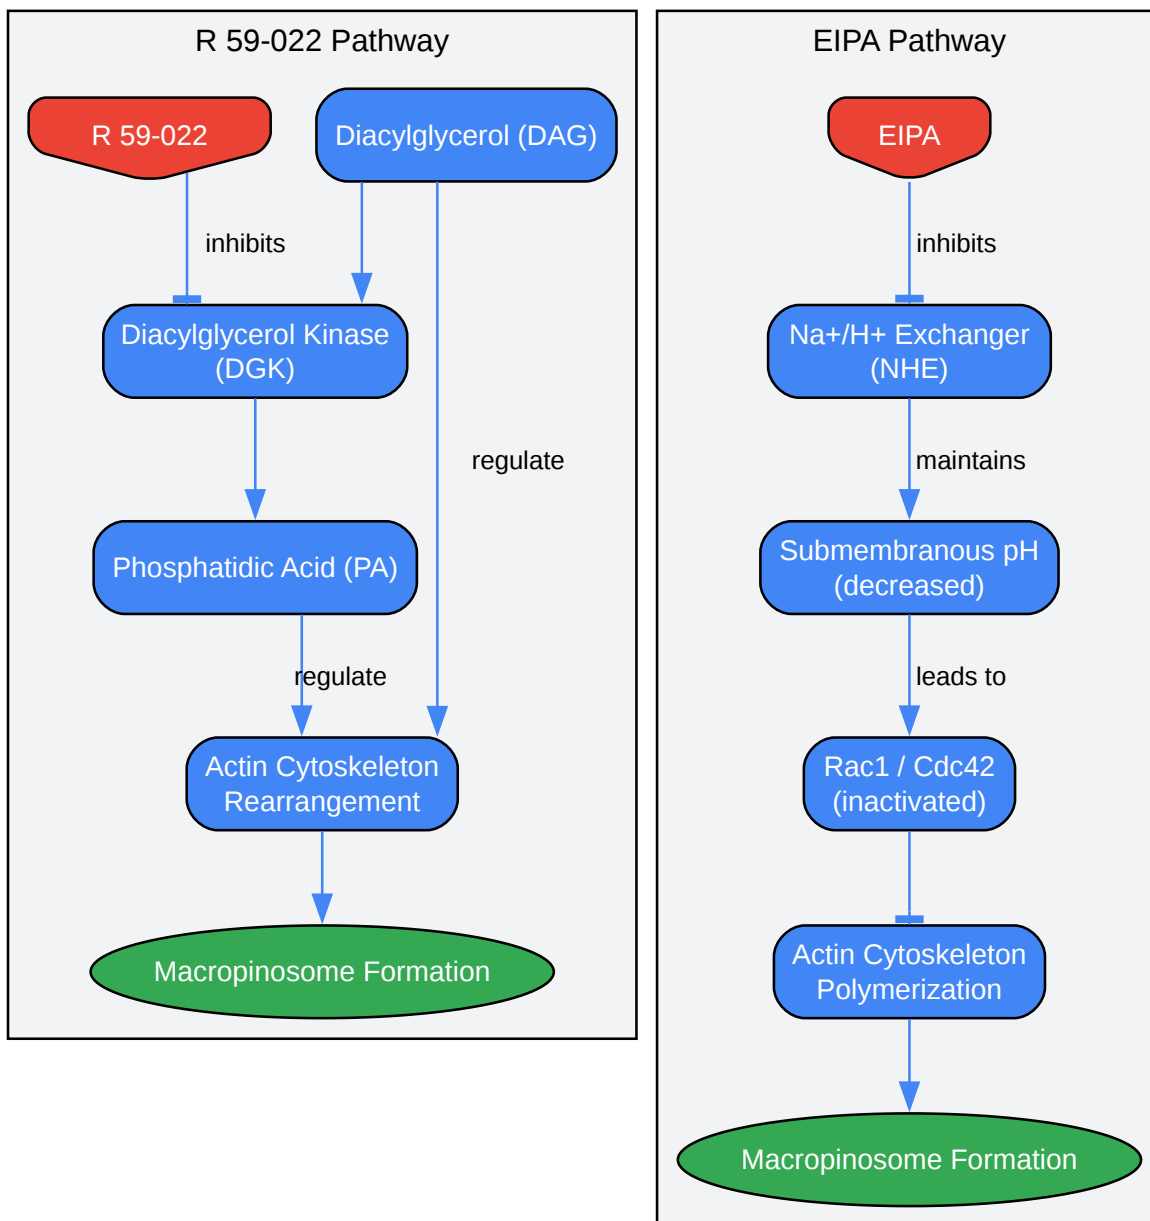 R 59-022 Pathway
R 59-022
Diacylglycerol (DAG)
inhibits
Diacylglycerol Kinase
(DGK)
regulate
Phosphatidic Acid (PA)
regulate
Actin Cytoskeleton
Rearrangement
Macropinosome Formation
EIPA Pathway
EIPA
inhibits
Na+/H+ Exchanger
(NHE)
maintains
Submembranous pH
(decreased)
leads to
Rac1 / Cdc42
(inactivated)
Actin Cytoskeleton
Polymerization
Macropinosome Formation